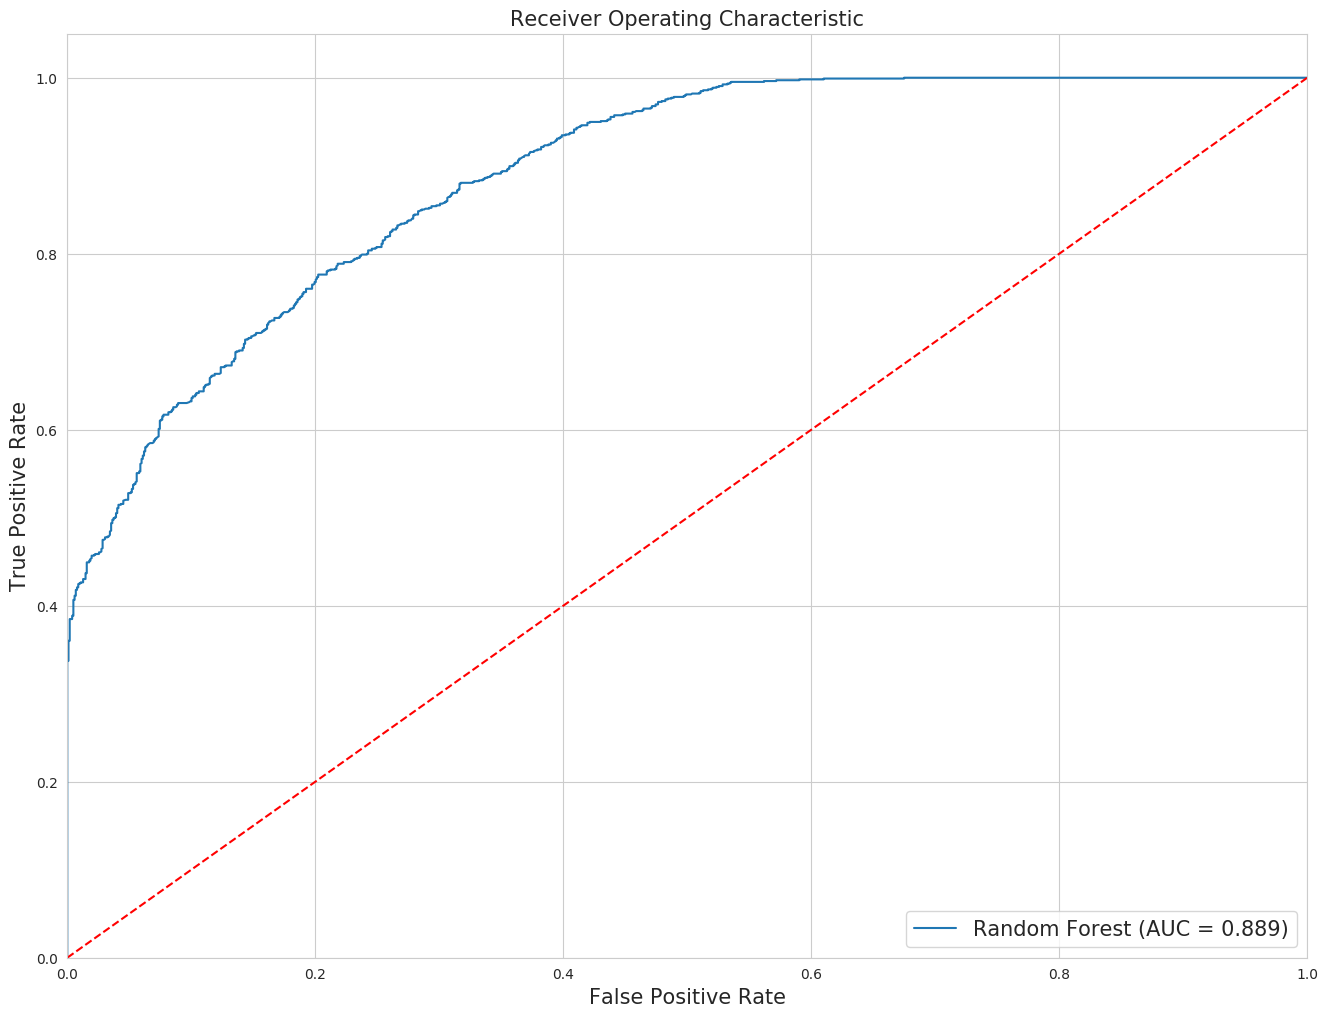 Receiver Operating Characteristic
1.0
0.8
0.6
0.4
0.2
0.0
True Positive Rate
0.0 0.2 0.4 0.6 0.8 1.0
False Positive Rate
Random Forest (AUC = 0.889)